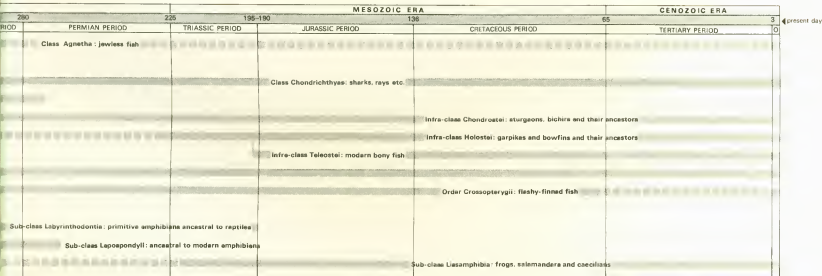 MESOZOIC ERA CENOZOIC ERA
280 225 195-190 136 65 3 present day
RIOD PERMIAN PERIOD TRIASSIC PERIOD JURASSIC PERIOD CRETACEOUS PERIOD TERTIARY PERIOD Q
Class Agnatha: jawless fish
Class Chondrichthyes: sharks, rays etc.
Infra-class Chondrostei: sturgeons, bichirs and their ancestors
Infra-class Holostei: garpikes and bowfins and their ancestors
Infra-class Teleostei: modern bony fish
Order Crossopterygii: fleshy-finned fish
Sub-class Labyrinthodontia: primitive amphibians ancestral to reptiles
Sub-class Lepospondyli: ancestral to modern amphibians
Sub-class Lissamphibia: frogs, salamanders and caecilians